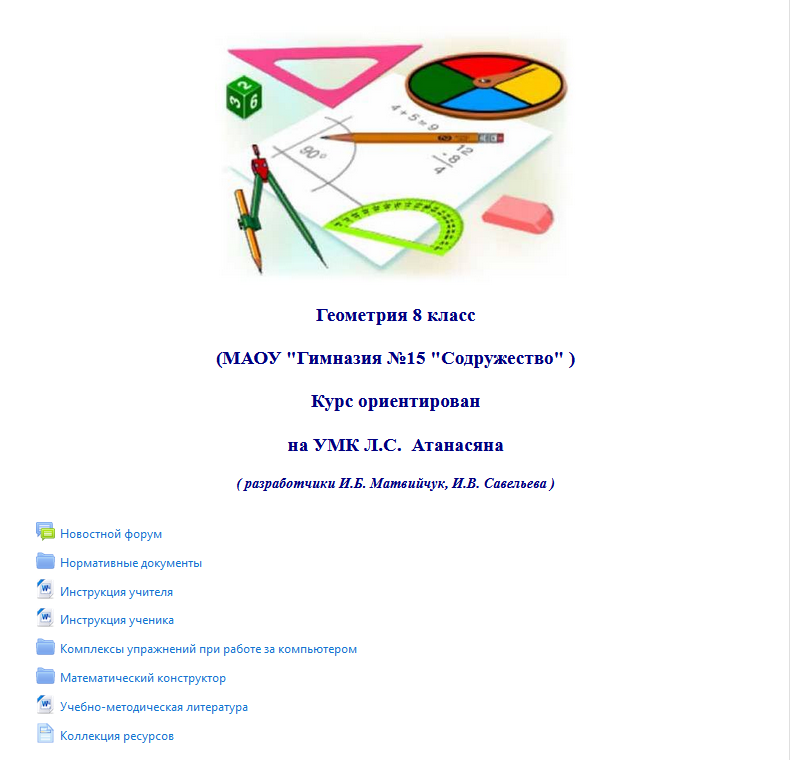 2
3 6
4+5=9
90°
12
-8
4
Геометрия 8 класс
(МАОУ "Гимназия №15 "Содружество" )
Курс ориентирован
на УМК Л.С. Атанасяна
( разработчики И.Б. Матвийчук, И.В. Савельева )
Новостной форум
Нормативные документы
Инструкция учителя
Инструкция ученика
Комплексы упражнений при работе за компьютером
Математический конструктор
Учебно-методическая литература
Коллекция ресурсов